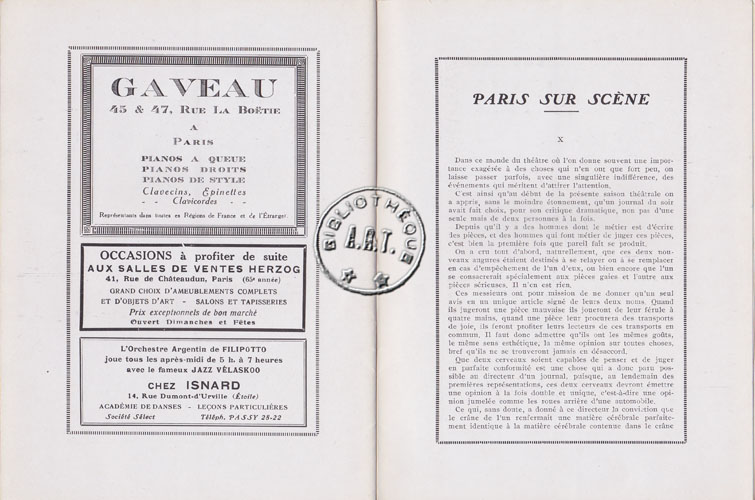 GAVEAU
45 & 47, Rue La Boëtie
A
Paris
PIANOS A QUEUE
PIANOS DROITS
PIANOS DE STYLE
Clavecins, Epinettes
- - Clavicordes - -
Représentants dans toutes es Régions de France et de l'Étranger.
OCCASIONS à profiter de suite
AUX SALLES DE VENTES HERZOG
41, Rue de Châteaudun, Paris (65e année)
GRAND CHOIX D'AMEUBLEMENTS COMPLETS
ET D'OBJETS D'ART - SALONS ET TAPISSERIES
Prix exceptionnels de bon marché
Ouvert Dimanches et Fêtes
L'Orchestre Argentin de FILIPOTTO
joue tous les après-midi de 5 h. à 7 heures
avec le fameux JAZZ VÉLASKOO
CHEZ ISNARD
14, Rue Dumont-d'Urville (Étoile)
ACADÉMIE DE DANSES - LEÇONS PARTICULIÈRES
Société Sélect Téléph. PASSY 28-22
BIBLIOTHÈQUE
A.R.T.
PARIS SUR SCÈNE
X
Dans ce monde du théâtre où l'on donne souvent une impor-
tance exagérée à des choses qui n'en ont que fort peu, on
laisse passer parfois, avec une singulière indifférence, des
événements qui méritent d'attirer l'attention.
C'est ainsi qu'au début de la présente saison théâtrale on
a appris, sans le moindre étonnement, qu'un journal du soir
avait fait choix, pour son critique dramatique, non pas d'une
seule mais de deux personnes à la fois.
Depuis qu'il y a des hommes dont le métier est d'écrire
des pièces, et des hommes qui font métier de juger ces pièces,
c'est bien la première fois que pareil fait se produit.
On a cru tout d'abord, naturellement, que ces deux nou-
veaux augures étaient destinés à se relayer ou à se remplacer
en cas d'empêchement de l'un d'eux, ou bien encore que l'un
se consacrerait spécialement aux pièces gaies et l'autre aux
pièces sérieuses. Il n'en est rien.
Ces messieurs ont pour mission de ne donner qu'un seul
avis en un unique article signé de leurs deux noms. Quand
ils jugeront une pièce mauvaise ils joueront de leur férule à
quatre mains, quand une pièce leur procurera des transports
de joie, ils feront profiter leurs lecteurs de ces transports en
commun. Il faut donc admettre qu'ils ont les mêmes goûts,
le même sens esthétique, la même opinion sur toutes choses,
bref qu'ils ne se trouveront jamais en désaccord.
Que deux cerveaux soient capables de penser et de juger
en parfaite conformité est une chose qui a donc paru pos-
sible au directeur d'un journal, puisque, au lendemain des
premières représentations, ces deux cerveaux devront émettre
une opinion à la fois double et unique, c'est-à-dire une opi-
nion jumelée comme les roues arrière d'une automobile.
Ce qui, sans doute, a donné à ce directeur la conviction que
le crâne de l'un renfermait une matière cérébrale parfaite-
ment identique à la matière cérébrale contenue dans le crâne